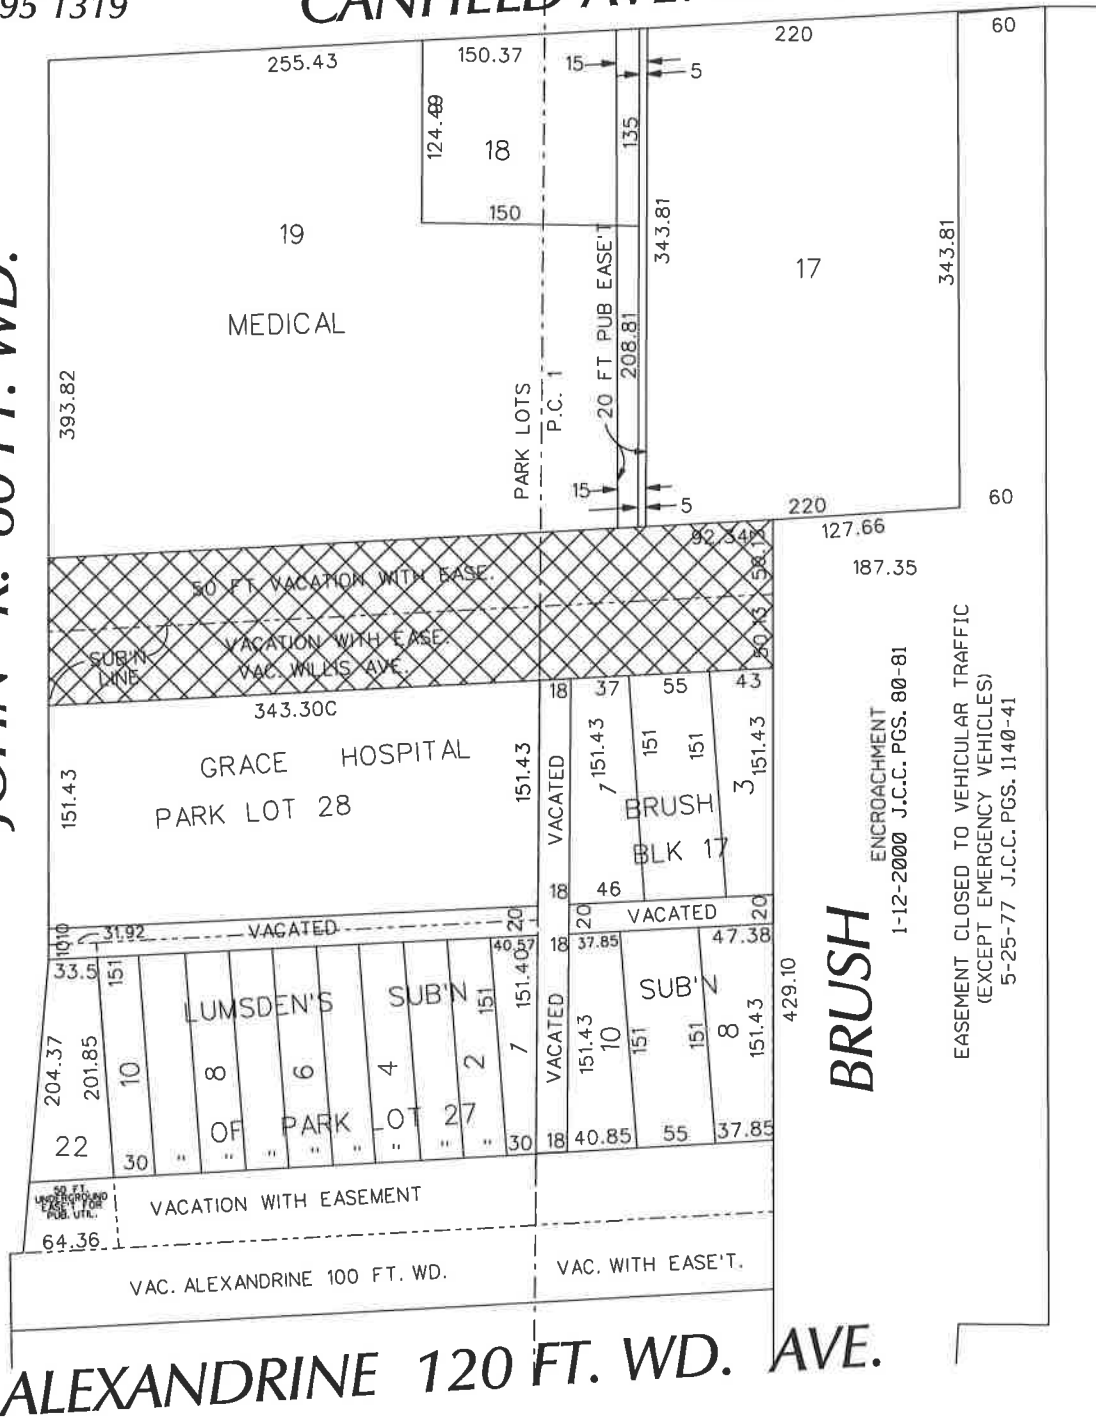 95 1319
CANFIELD AVE.
JOHN R. 60 FT. WD.
255.43
150.37
15
5
220
60
124.49
18
135
150
19
MEDICAL
393.82
PARK LOTS
P.C. 1
20 FT PUB EASE'T
208.81
343.81
17
343.81
15
5
220
60
92.34
127.66
187.35
50.13
50.13
50 FT VACATION WITH EASE.
VACATION WITH EASE.
VAC. WILLIS AVE.
SUB'N
LINE
343.30C
18
37
55
43
GRACE HOSPITAL
PARK LOT 28
151.43
151.43
VACATED
7
151.43
151
151
3
151.43
BRUSH
BLK 17
18
46
1010
31.92
VACATED
20
20
VACATED
20
33.5
151
40.57
18
37.85
47.38
LUMSDEN'S SUB'N
151
151.40
SUB'N
204.37
201.85
10
8
6
4
2
1
VACATED
151.43
10
151
151
8
151.43
429.10
OF PARK LOT 27
22
30
" " " " " " " "
30
18
40.85
55
37.85
50 FT.
UNDERGROUND
EASE'T FOR
PUB. UTIL.
64.36
VACATION WITH EASEMENT
VAC. ALEXANDRINE 100 FT. WD.
VAC. WITH EASE'T.
BRUSH
ENCROACHMENT
1-12-2000 J.C.C. PGS. 80-81
EASEMENT CLOSED TO VEHICULAR TRAFFIC
(EXCEPT EMERGENCY VEHICLES)
5-25-77 J.C.C. PGS. 1140-41
ALEXANDRINE 120 FT. WD. AVE.